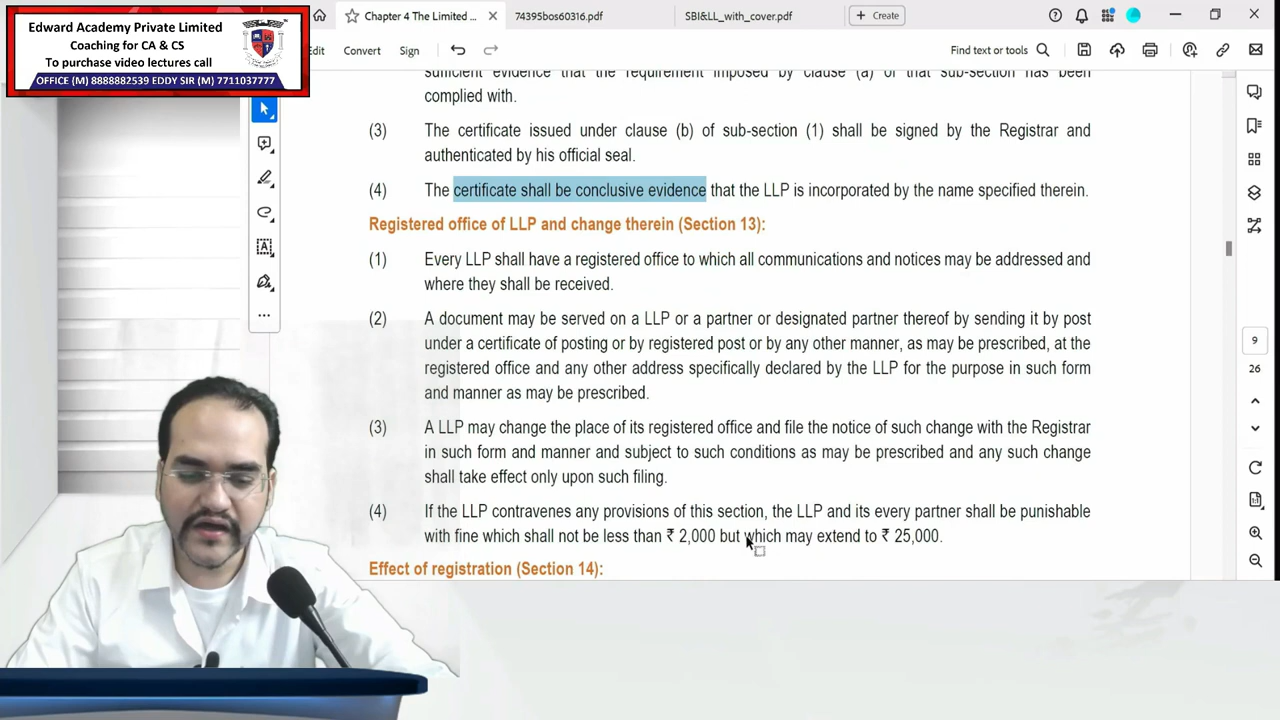 Edward Academy Private Limited
Coaching for CA & CS
To purchase video lectures call
OFFICE (M) 8888882539 EDDY SIR (M) 7711037777
Chapter 4 The Limited ...
74395bos60316.pdf
SBI&LL_with_cover.pdf
Create
Edit
Convert
Sign
Find text or tools
sufficient evidence that the requirement imposed by clause (a) of that sub-section has been
complied with.
(3) The certificate issued under clause (b) of sub-section (1) shall be signed by the Registrar and
authenticated by his official seal.
(4) The certificate shall be conclusive evidence that the LLP is incorporated by the name specified therein.
Registered office of LLP and change therein (Section 13):
(1) Every LLP shall have a registered office to which all communications and notices may be addressed and
where they shall be received.
(2) A document may be served on a LLP or a partner or designated partner thereof by sending it by post
under a certificate of posting or by registered post or by any other manner, as may be prescribed, at the
registered office and any other address specifically declared by the LLP for the purpose in such form
and manner as may be prescribed.
(3) A LLP may change the place of its registered office and file the notice of such change with the Registrar
in such form and manner and subject to such conditions as may be prescribed and any such change
shall take effect only upon such filing.
(4) If the LLP contravenes any provisions of this section, the LLP and its every partner shall be punishable
with fine which shall not be less than ₹ 2,000 but which may extend to ₹ 25,000.
Effect of registration (Section 14):
9
26